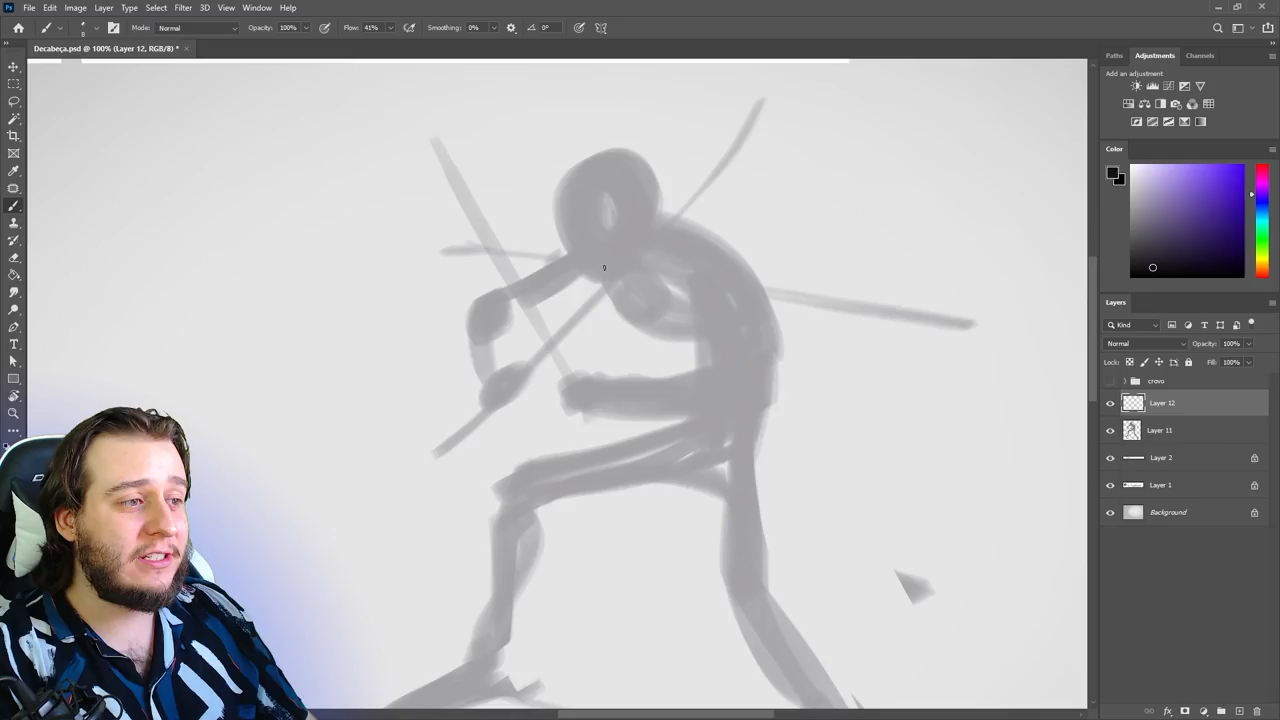 File Edit Image Layer Type Select Filter 3D View Window Help
Mode: Normal Opacity: 100% Flow: 41% Smoothing: 0% 0°
Decabeça.psd @ 100% (Layer 12, RGB/8) *
Paths Adjustments Channels
Add an adjustment
Color
Layers
Kind
Normal Opacity: 100%
Lock: Fill: 100%
crovo
Layer 12
Layer 11
Layer 2
Layer 1
Background